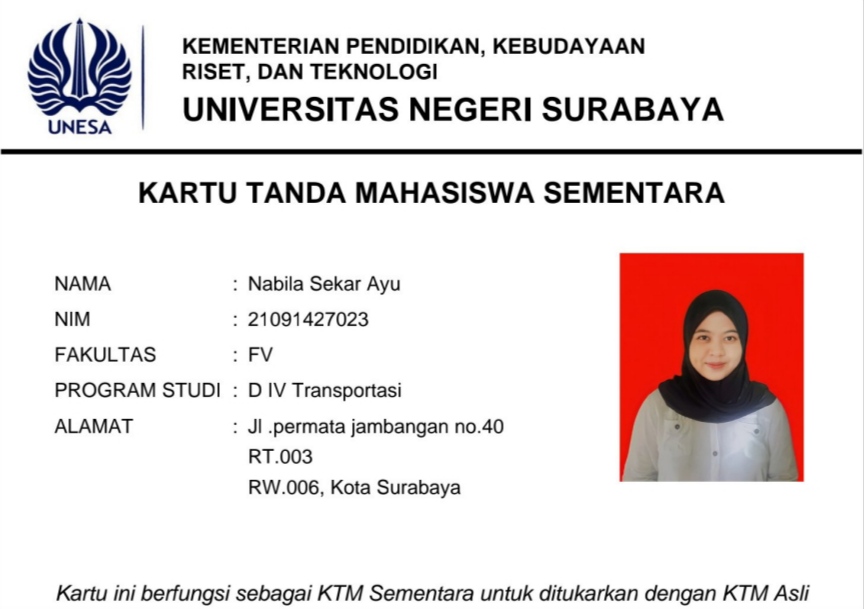 UNESA
KEMENTERIAN PENDIDIKAN, KEBUDAYAAN
RISET, DAN TEKNOLOGI
UNIVERSITAS NEGERI SURABAYA
KARTU TANDA MAHASISWA SEMENTARA
NAMA : Nabila Sekar Ayu
NIM : 21091427023
FAKULTAS : FV
PROGRAM STUDI : D IV Transportasi
ALAMAT : Jl .permata jambangan no.40
RT.003
RW.006, Kota Surabaya
Kartu ini berfungsi sebagai KTM Sementara untuk ditukarkan dengan KTM Asli